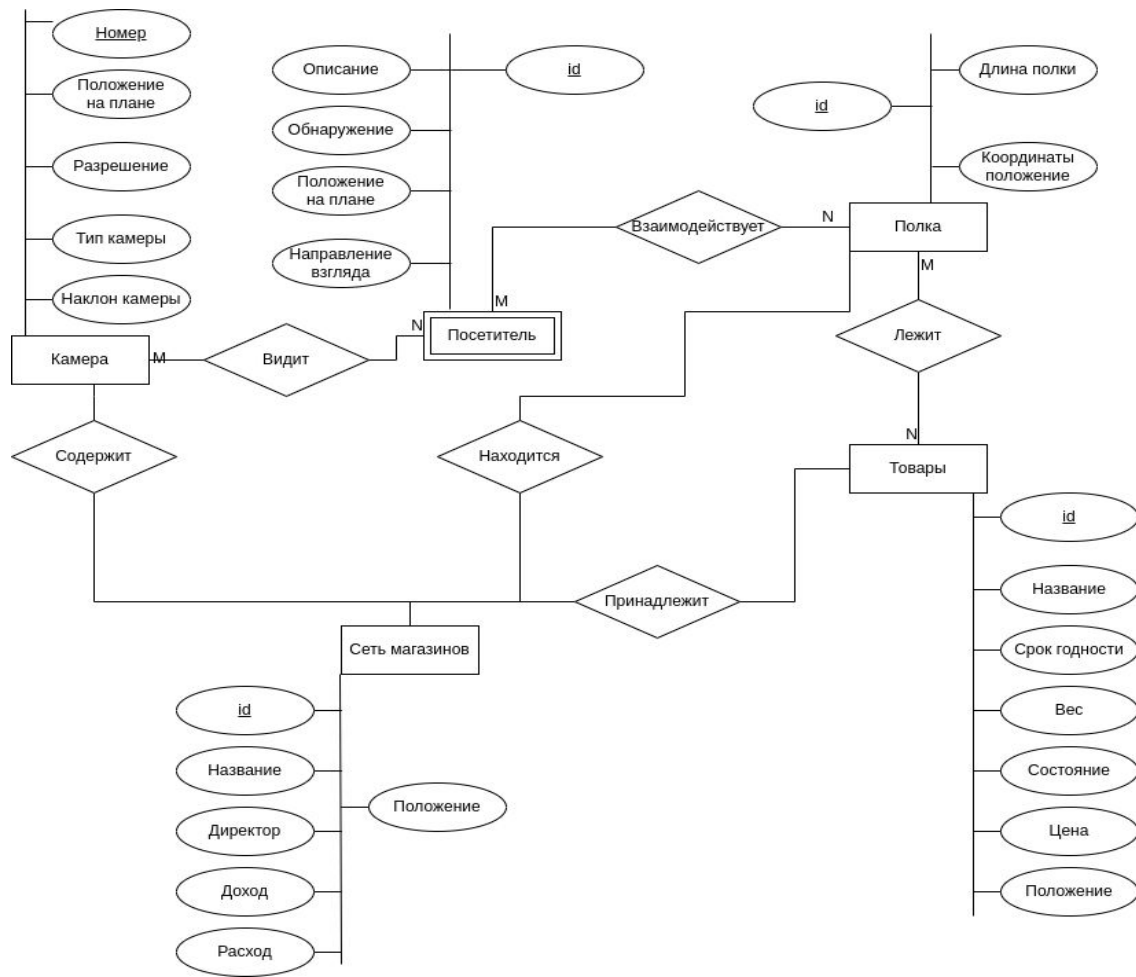 Номер
Положение
на плане
Разрешение
Тип камеры
Наклон камеры
Камера
Описание
id
Обнаружение
Положение
на плане
Направление
взгляда
Посетитель
Длина полки
id
Координаты
положение
Полка
Взаимодействует
N
M
M
Видит
N
M
Лежит
N
Содержит
Находится
Товары
Принадлежит
Сеть магазинов
id
Название
Директор
Доход
Расход
Положение
id
Название
Срок годности
Вес
Состояние
Цена
Положение